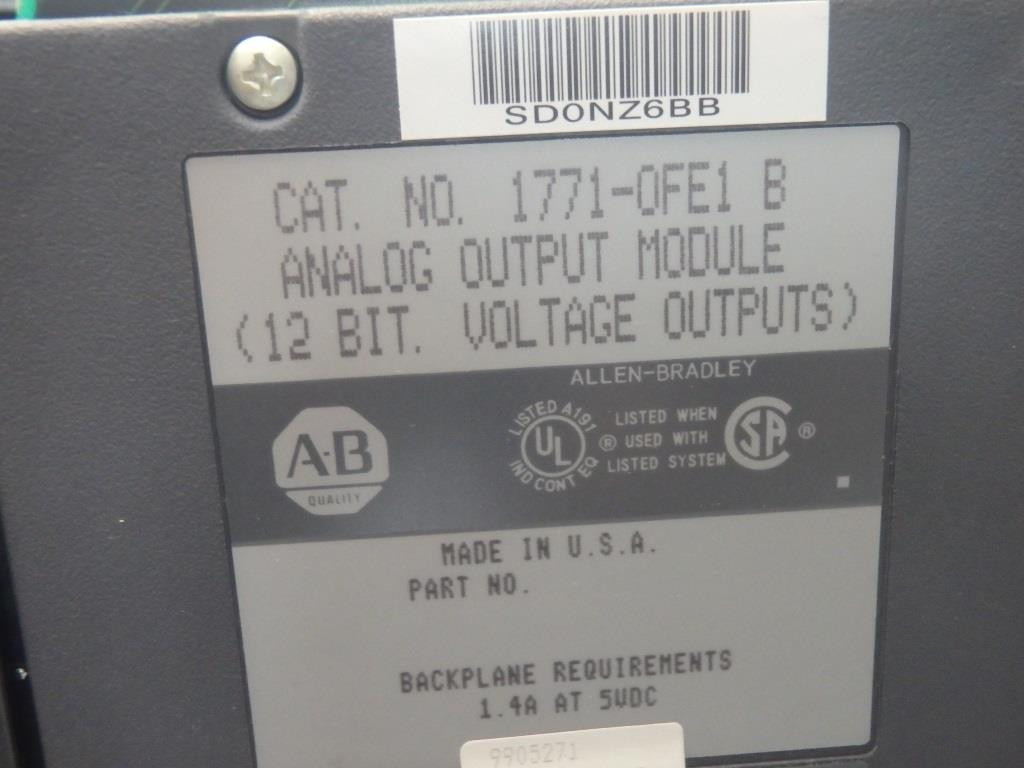 SD0NZ6BB
CAT. NO. 1771-OFE1 B
ANALOG OUTPUT MODULE
(12 BIT. VOLTAGE OUTPUTS)
ALLEN-BRADLEY
A-B
QUALITY
LISTED A191
UL
IND CONT EQ
®
LISTED WHEN
USED WITH
LISTED SYSTEM
SA ®
MADE IN U.S.A.
PART NO.
BACKPLANE REQUIREMENTS
1.4A AT 5VDC
9905271